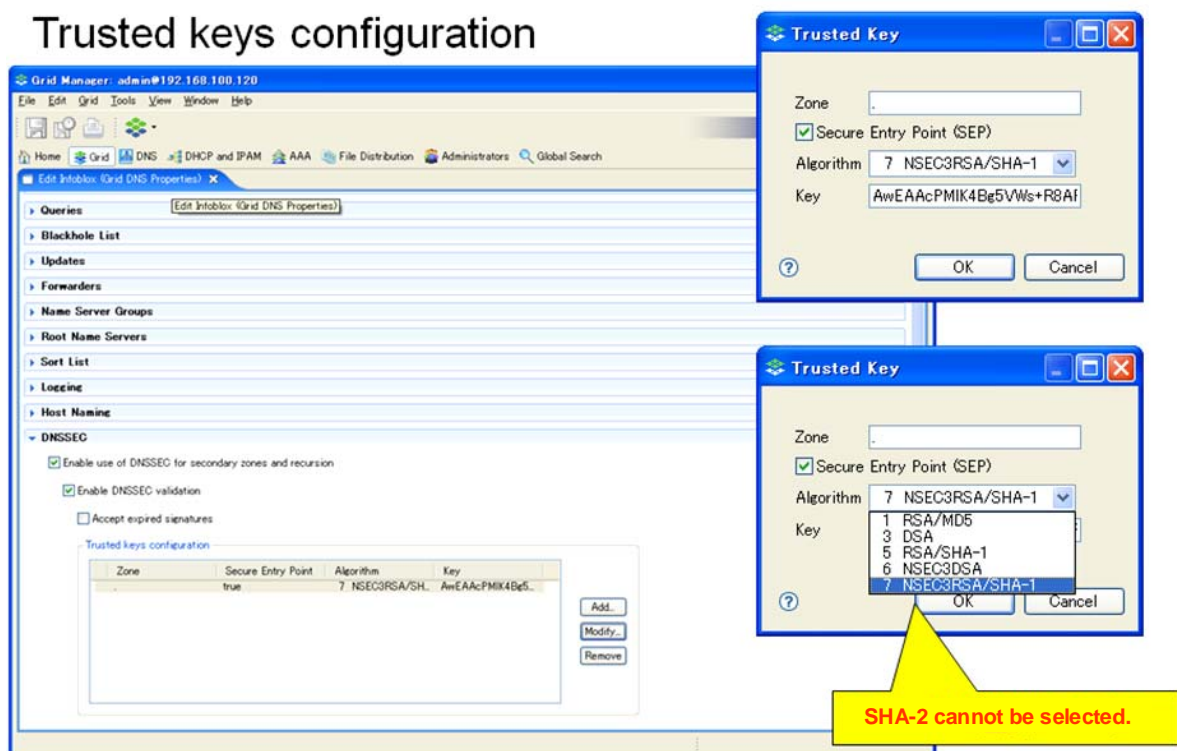 Trusted keys configuration
Grid Manager: admin@192.168.100.120
File Edit Grid Tools View Window Help
Home Grid DNS DHCP and IPAM AAA File Distribution Administrators Global Search
Edit Infoblox (Grid DNS Properties)
Edit Infoblox (Grid DNS Properties)
Queries
Blackhole List
Updates
Forwarders
Name Server Groups
Root Name Servers
Sort List
Logging
Host Naming
DNSSEC
Enable use of DNSSEC for secondary zones and recursion
Enable DNSSEC validation
Accept expired signatures
Trusted keys configuration
Zone Secure Entry Point Algorithm Key
. true 7 NSEC3RSA/SH... AwEAAcPMIK4Bg5...
Add...
Modify...
Remove
Trusted Key
Zone .
Secure Entry Point (SEP)
Algorithm 7 NSEC3RSA/SHA-1
Key AwEAAcPMIK4Bg5VWs+R8AF
OK Cancel
Trusted Key
Zone .
Secure Entry Point (SEP)
Algorithm 7 NSEC3RSA/SHA-1
Key
1 RSA/MD5
3 DSA
5 RSA/SHA-1
6 NSEC3DSA
7 NSEC3RSA/SHA-1
OK Cancel
SHA-2 cannot be selected.